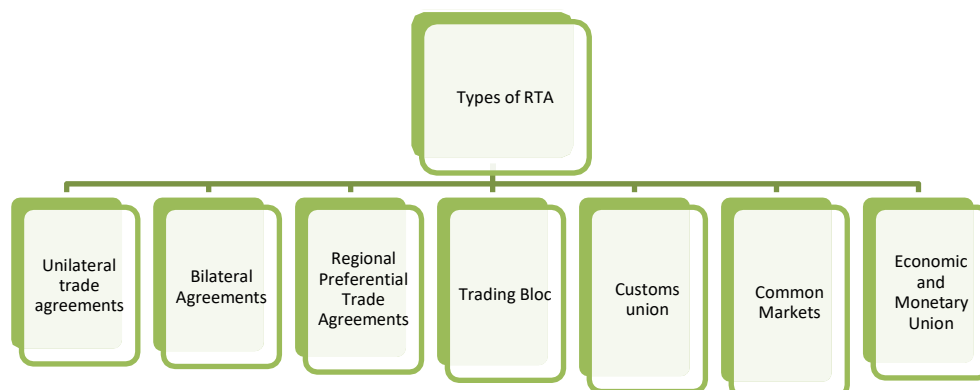 Types of RTA
Unilateral
trade
agreements
Bilateral
Agreements
Regional
Preferential
Trade
Agreements
Trading Bloc
Customs
union
Common
Markets
Economic
and
Monetary
Union